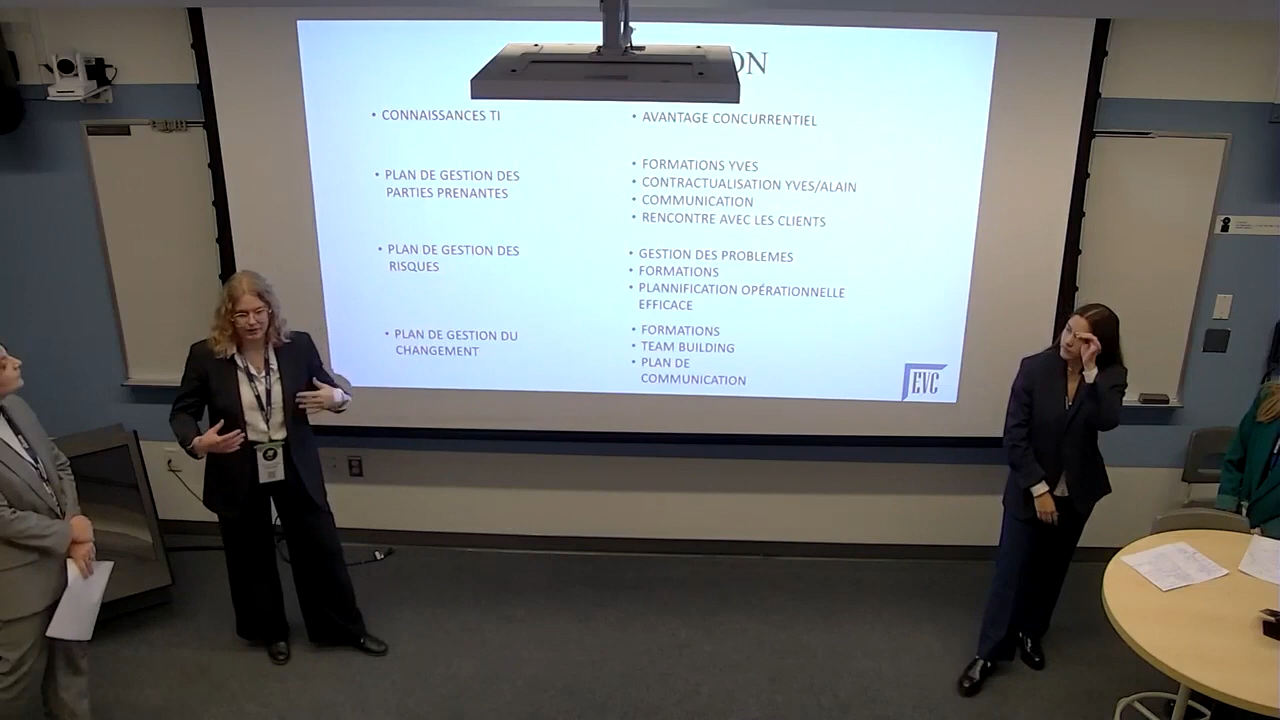 ON
• CONNAISSANCES TI
• AVANTAGE CONCURRENTIEL
• PLAN DE GESTION DES
PARTIES PRENANTES
• FORMATIONS YVES
• CONTRACTUALISATION YVES/ALAIN
• COMMUNICATION
• RENCONTRE AVEC LES CLIENTS
• PLAN DE GESTION DES
RISQUES
• GESTION DES PROBLEMES
• FORMATIONS
• PLANNIFICATION OPÉRATIONNELLE
EFFICACE
• PLAN DE GESTION DU
CHANGEMENT
• FORMATIONS
• TEAM BUILDING
• PLAN DE
COMMUNICATION
EVC